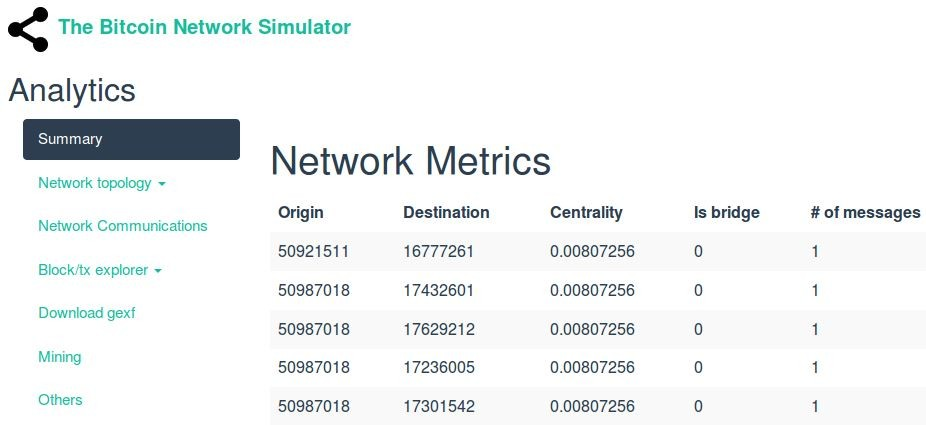 The Bitcoin Network Simulator
Analytics
Summary
Network topology
Network Communications
Block/tx explorer
Download gexf
Mining
Others
Network Metrics
Origin Destination Centrality Is bridge # of messages
50921511 16777261 0.00807256 0 1
50987018 17432601 0.00807256 0 1
50987018 17629212 0.00807256 0 1
50987018 17236005 0.00807256 0 1
50987018 17301542 0.00807256 0 1